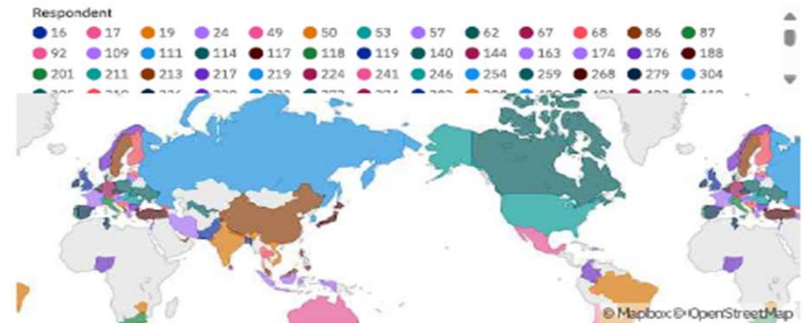 Respondent
16 17 19 24 49 50 53 57 62 67 68 86 87
92 109 111 114 117 118 119 140 144 163 174 176 188
201 211 213 217 219 224 241 246 254 259 268 279 304
© Mapbox © OpenStreetMap